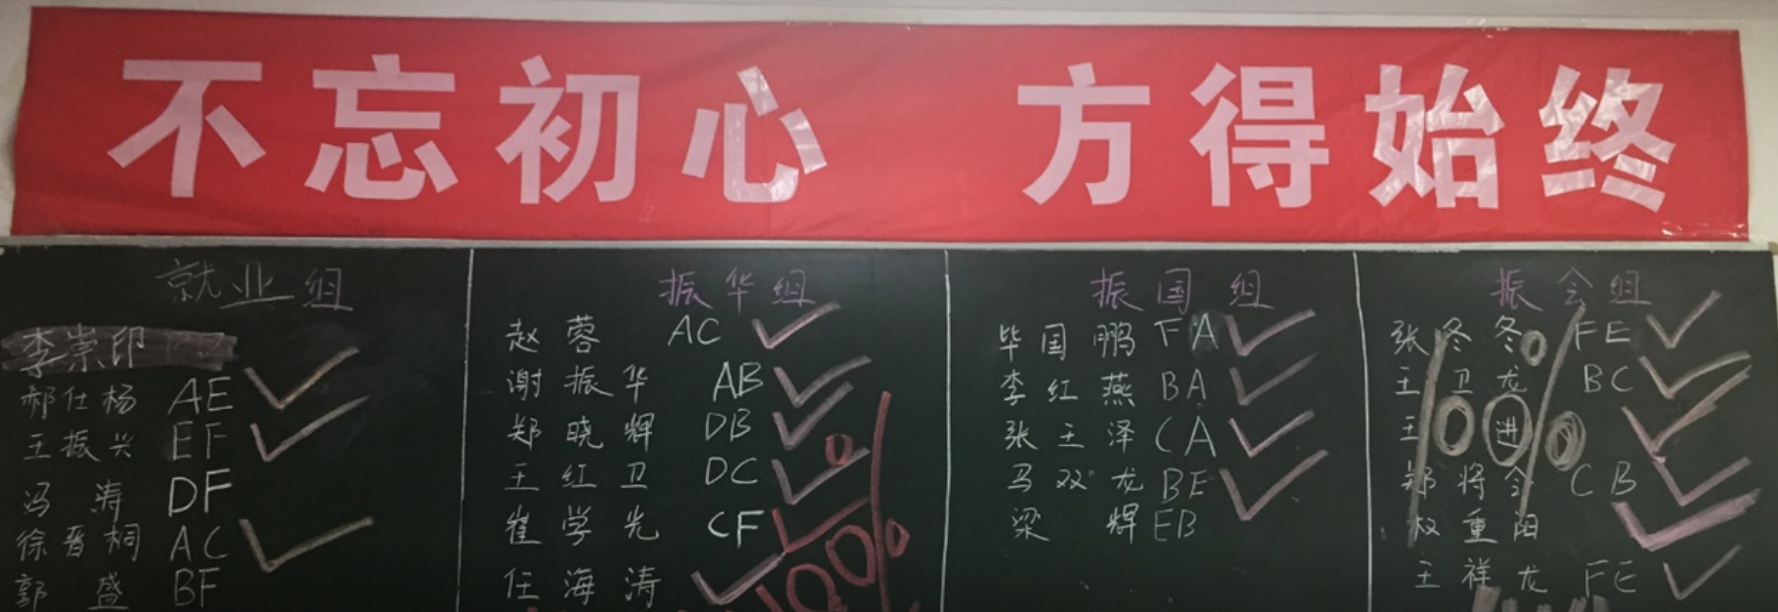 不忘初心 方得始终
就业组
李崇印
郝仕杨 AE
王振兴 EF
冯涛 DF
徐晋桐 AC
郭盛 BF
振华组
赵蓉 AC
谢振华 AB
郑晓辉 DB
王红卫 DC
崔学光 CF
任海涛
100%
振国组
毕国鹏 FA
李红燕 BA
张王泽 CA
马双龙 BE
梁辉 EB
振会组
张冬冬 FE
王卫龙 BC
王进
郑将会 CB
权重阳
王祥龙 FE
100%